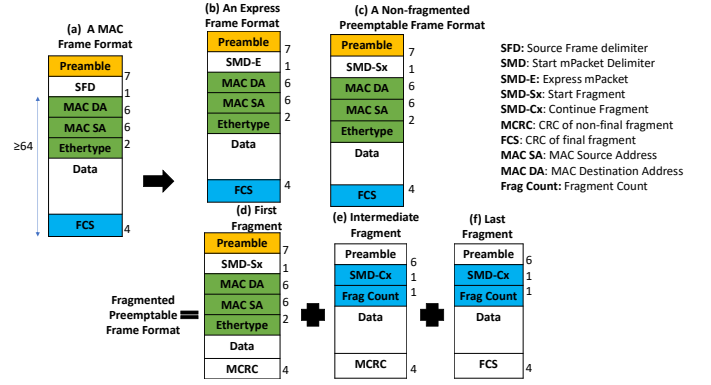 (a) A MAC
Frame Format
Preamble
7
SFD
1
MAC DA
6
MAC SA
6
Ethertype
2
Data
≥64
FCS
4
(b) An Express
Frame Format
Preamble
7
SMD-E
1
MAC DA
6
MAC SA
6
Ethertype
2
Data
FCS
4
(c) A Non-fragmented
Preemptable Frame Format
Preamble
7
SMD-Sx
1
MAC DA
6
MAC SA
6
Ethertype
2
Data
FCS
4
SFD: Source Frame delimiter
SMD: Start mPacket Delimiter
SMD-E: Express mPacket
SMD-Sx: Start Fragment
SMD-Cx: Continue Fragment
MCRC: CRC of non-final fragment
FCS: CRC of final fragment
MAC SA: MAC Source Address
MAC DA: MAC Destination Address
Frag Count: Fragment Count
Fragmented
Preemptable
Frame Format
(d) First
Fragment
Preamble
7
SMD-Sx
1
MAC DA
6
MAC SA
6
Ethertype
2
Data
MCRC
4
(e) Intermediate
Fragment
Preamble
6
SMD-Cx
1
Frag Count
1
Data
MCRC
4
(f) Last
Fragment
Preamble
6
SMD-Cx
1
Frag Count
1
Data
FCS
4